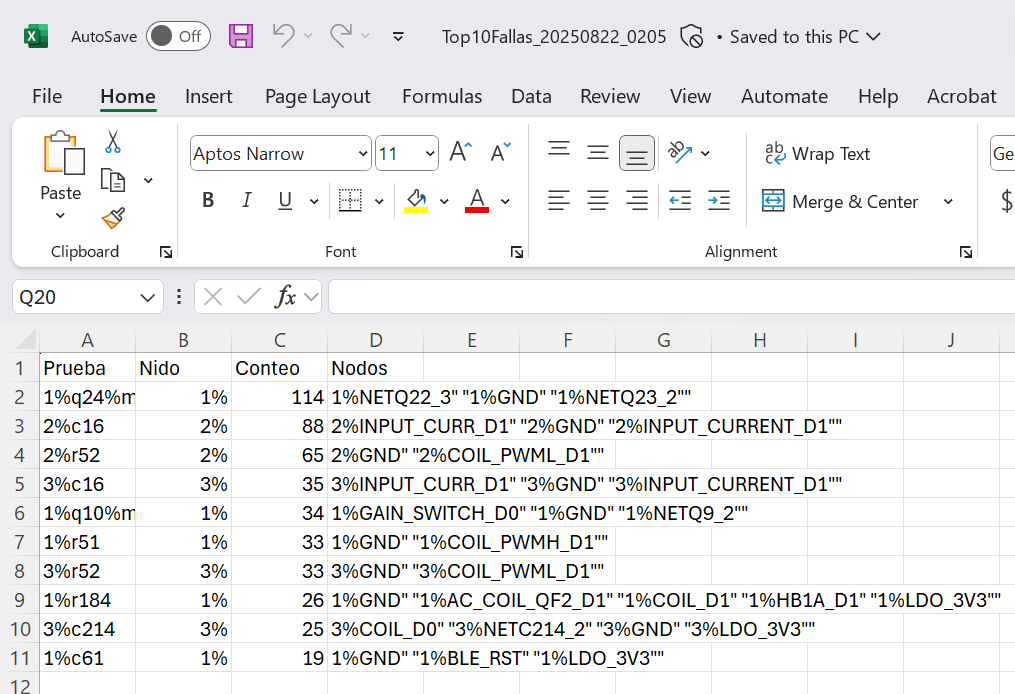 AutoSave Off Top10Fallas_20250822_0205 • Saved to this PC
File Home Insert Page Layout Formulas Data Review View Automate Help Acrobat
Aptos Narrow 11 A A ab c Wrap Text Ge
Paste B I U A Merge & Center $
Clipboard Font Alignment
Q20 fx
A B C D E F G H I J
1 Prueba Nido Conteo Nodos
2 1%q24%m 1% 114 1%NETQ22_3" "1%GND" "1%NETQ23_2""
3 2%c16 2% 88 2%INPUT_CURR_D1" "2%GND" "2%INPUT_CURRENT_D1""
4 2%r52 2% 65 2%GND" "2%COIL_PWML_D1""
5 3%c16 3% 35 3%INPUT_CURR_D1" "3%GND" "3%INPUT_CURRENT_D1""
6 1%q10%m 1% 34 1%GAIN_SWITCH_D0" "1%GND" "1%NETQ9_2""
7 1%r51 1% 33 1%GND" "1%COIL_PWMH_D1""
8 3%r52 3% 33 3%GND" "3%COIL_PWML_D1""
9 1%r184 1% 26 1%GND" "1%AC_COIL_QF2_D1" "1%COIL_D1" "1%HB1A_D1" "1%LDO_3V3""
10 3%c214 3% 25 3%COIL_D0" "3%NETC214_2" "3%GND" "3%LDO_3V3""
11 1%c61 1% 19 1%GND" "1%BLE_RST" "1%LDO_3V3""
12